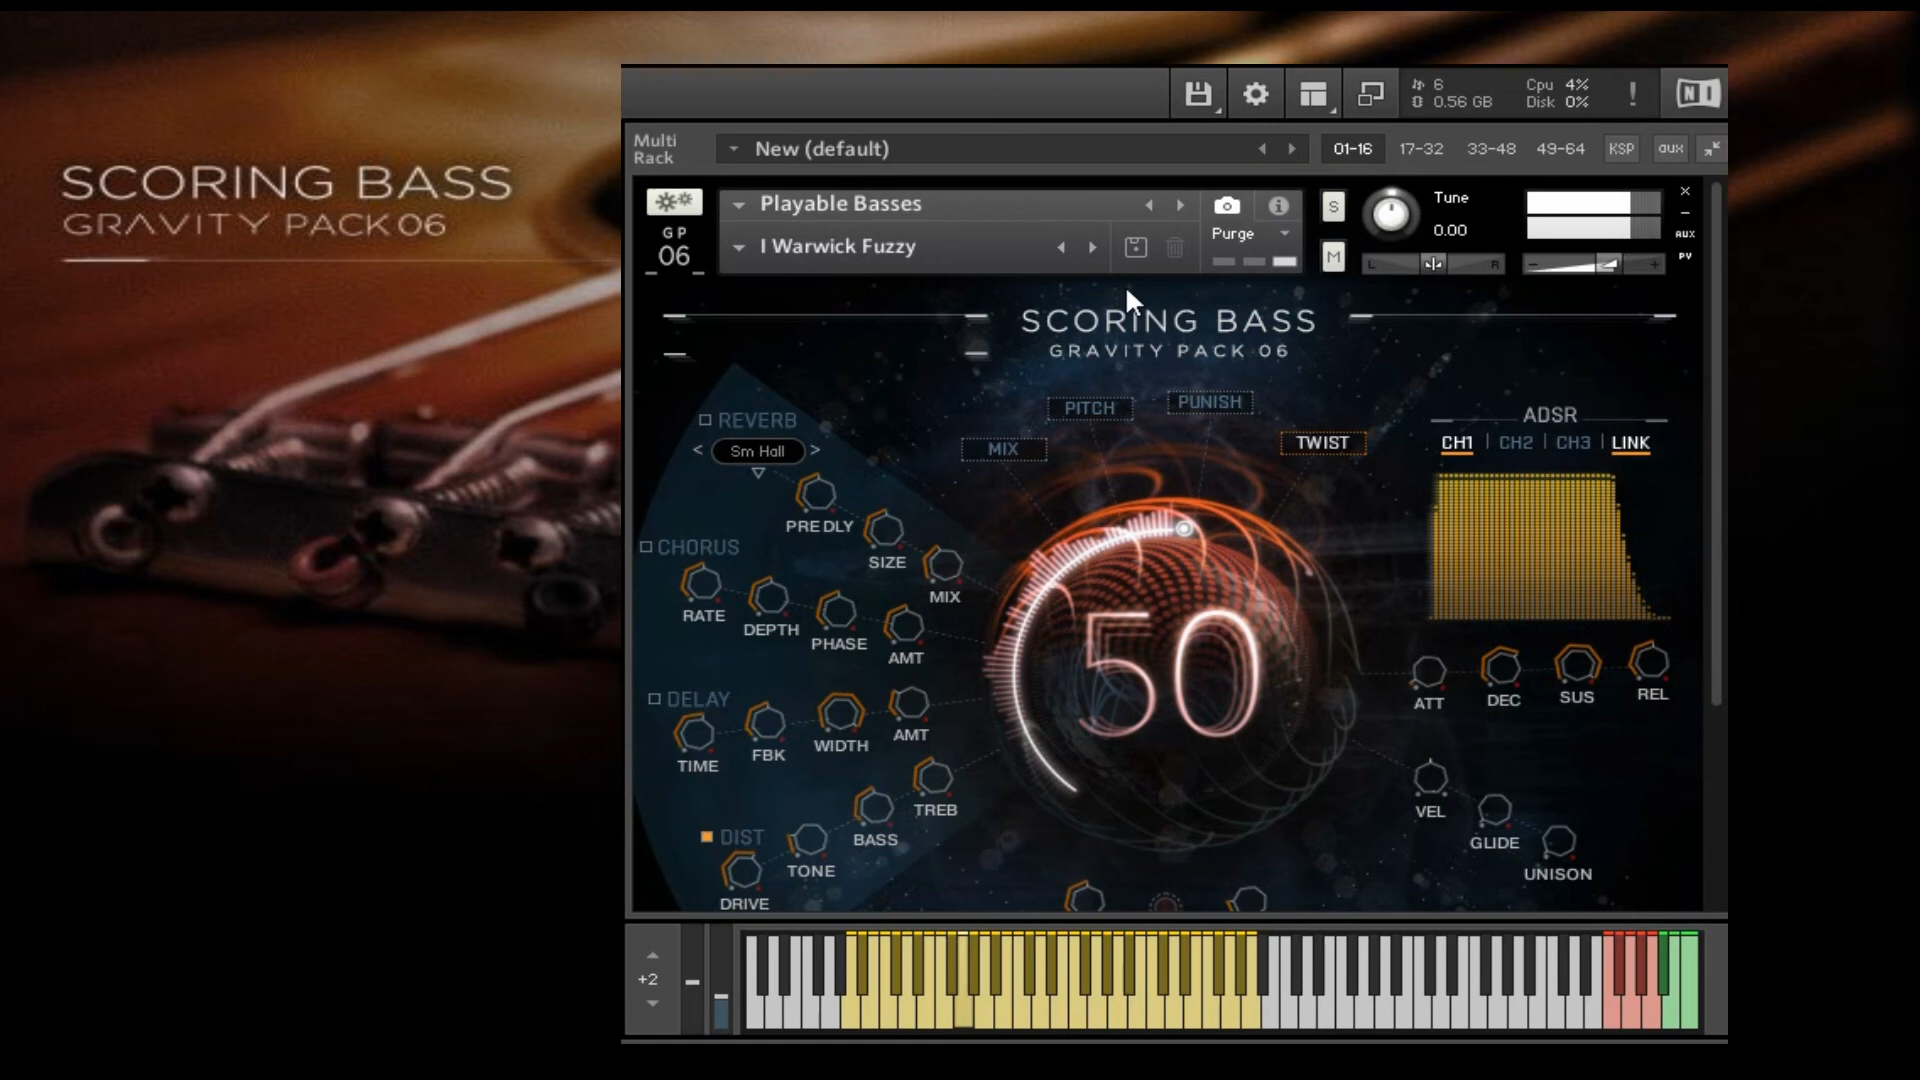 SCORING BASS
GRAVITY PACK 06
6
0.56 GB
Cpu 4%
Disk 0%
!
NI
Multi
Rack
New (default)
01-16
17-32
33-48
49-64
KSP
aux
GP
06
Playable Basses
I Warwick Fuzzy
Purge
S
M
Tune
0.00
L
R
×
AUX
PV
SCORING BASS
GRAVITY PACK 06
MIX
PITCH
PUNISH
TWIST
REVERB
< Sm Hall >
PRE DLY
SIZE
MIX
CHORUS
RATE
DEPTH
PHASE
AMT
DELAY
TIME
FBK
WIDTH
AMT
DIST
DRIVE
TONE
BASS
TREB
50
ADSR
CH1 | CH2 | CH3 | LINK
ATT
DEC
SUS
REL
VEL
GLIDE
UNISON
+2